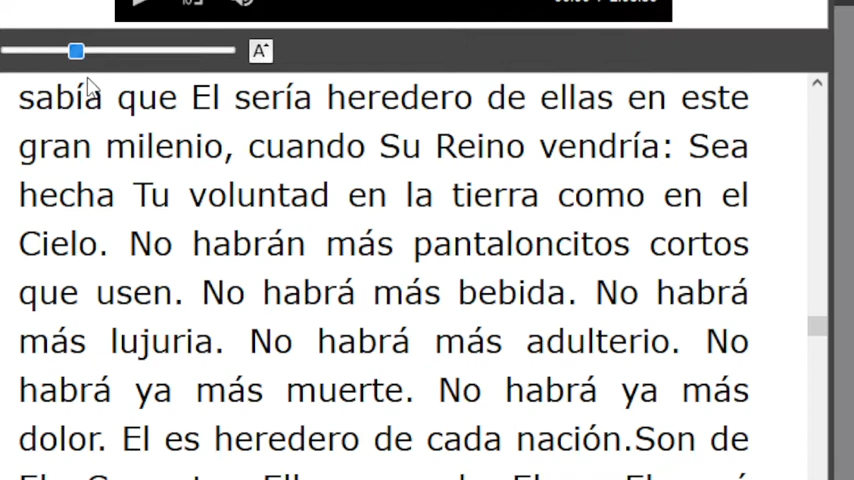 A
sabía que El sería heredero de ellas en este
gran milenio, cuando Su Reino vendría: Sea
hecha Tu voluntad en la tierra como en el
Cielo. No habrán más pantaloncitos cortos
que usen. No habrá más bebida. No habrá
más lujuria. No habrá más adulterio. No
habrá ya más muerte. No habrá ya más
dolor. El es heredero de cada nación.Son de